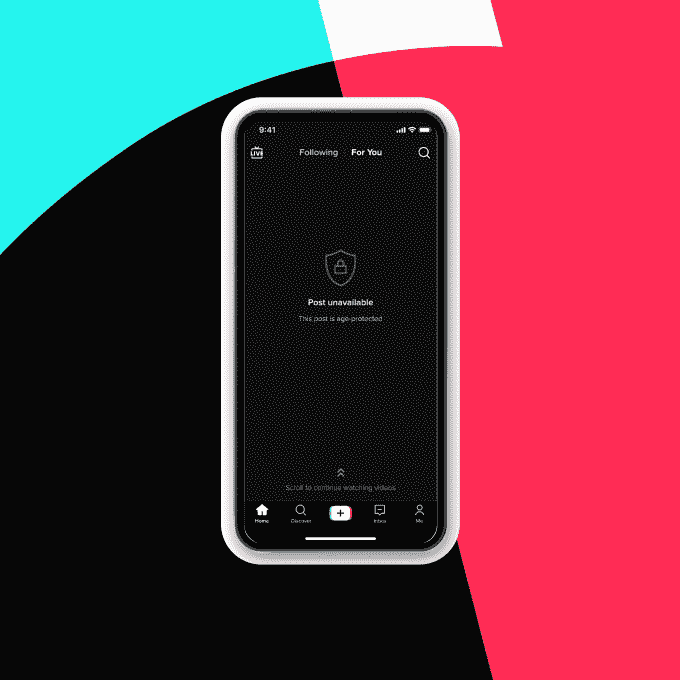 9:41
LIVE
Following For You
Post unavailable
This post is age-protected
Scroll to continue watching videos
Home Discover Inbox Me